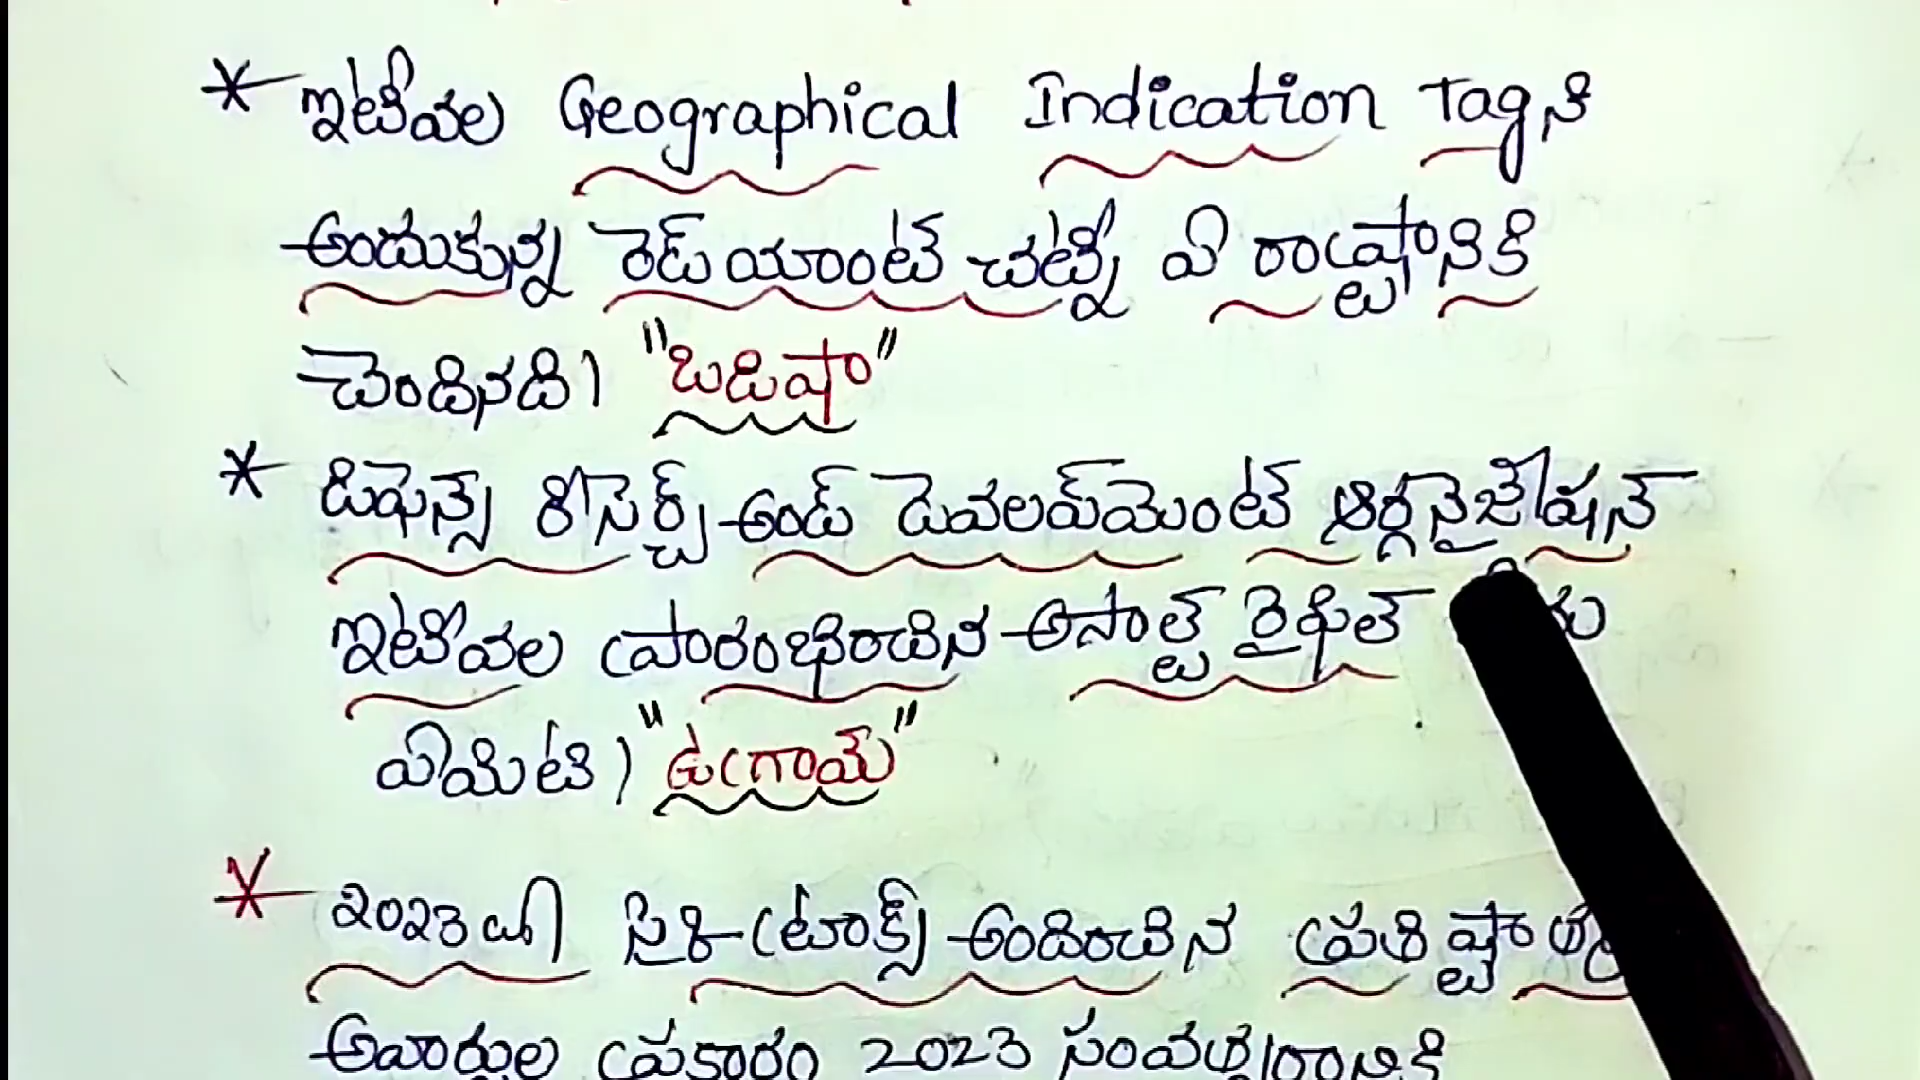 * ఇటీవల Geographical Indication Tag ని
అందుకున్న రెడ్ యాంట్ చట్నీ ఏ రాష్ట్రానికి
చెందినది) "ఒడిషా"
* డిఫెన్స్ రీసెర్చ్ అండ్ డెవలప్‌మెంట్ ఆర్గనైజేషన్
ఇటీవల ప్రారంభించిన అసాల్ట్ రైఫిల్
ఏమిటి) "ఉగ్రామ్"
* 2023 కి సైకి ట్రాక్స్ అందించిన ప్రతిష్టా
అవార్డుల ప్రకారం 2023 సంవత్సరానికి